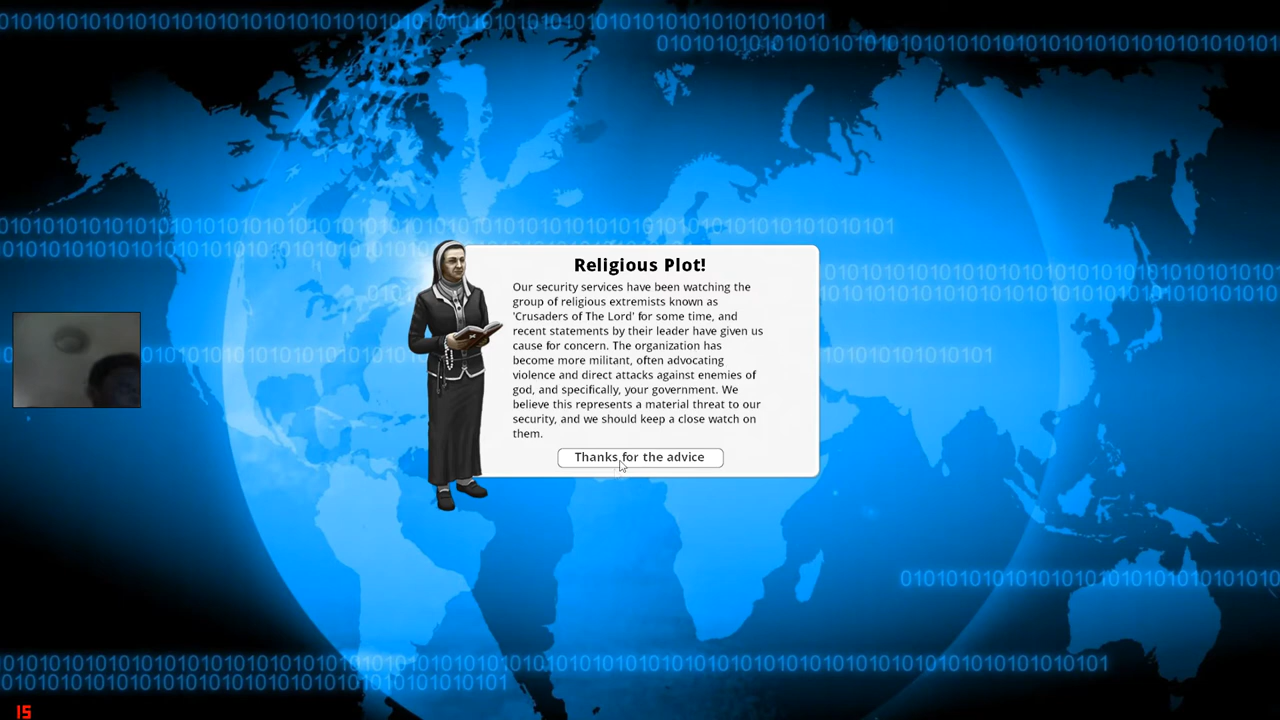 Religious Plot!
Our security services have been watching the
group of religious extremists known as
'Crusaders of The Lord' for some time, and
recent statements by their leader have given us
cause for concern. The organization has
become more militant, often advocating
violence and direct attacks against enemies of
god, and specifically, your government. We
believe this represents a material threat to our
security, and we should keep a close watch on
them.
Thanks for the advice
15